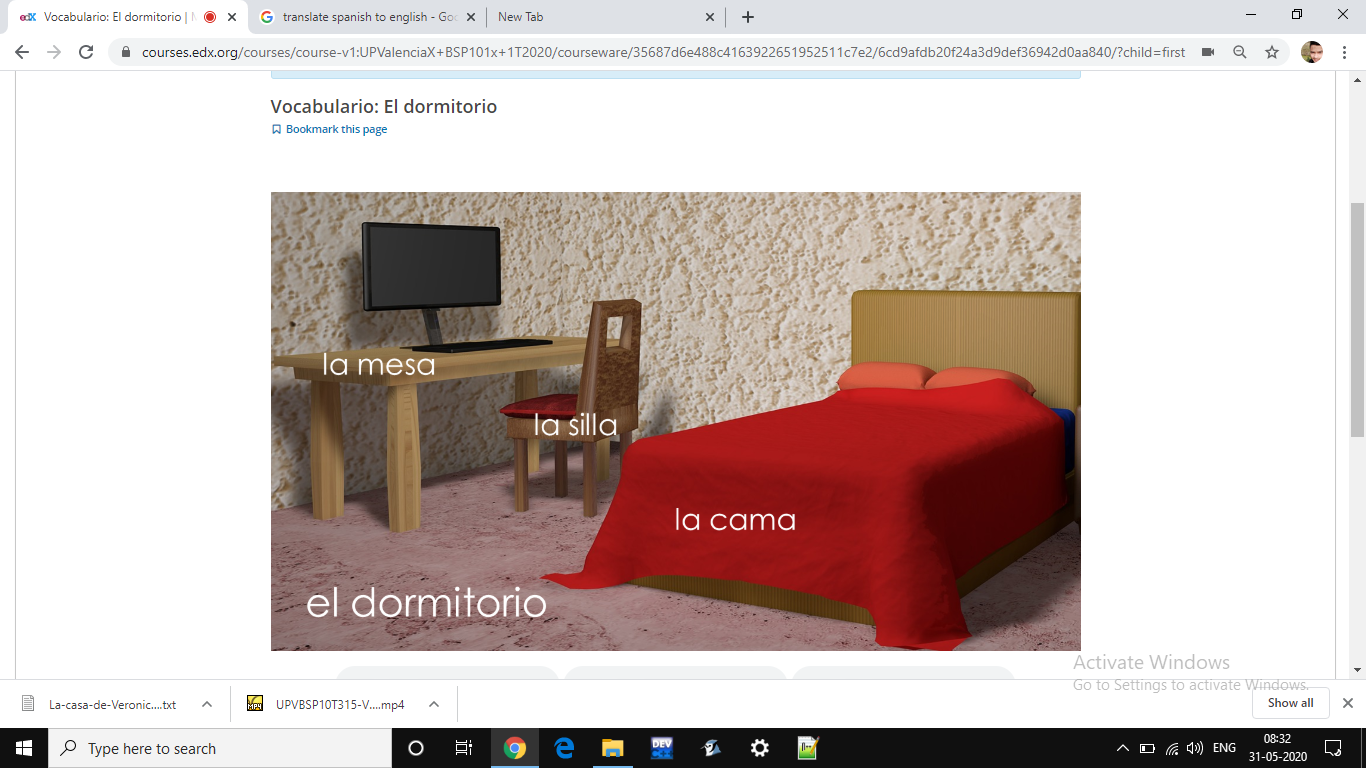 Vocabulario: El dormitorio | M
translate spanish to english - Goo
New Tab
courses.edx.org/courses/course-v1:UPValenciaX+BSP101x+1T2020/courseware/35687d6e488c4163922651952511c7e2/6cd9afdb20f24a3d9def36942d0aa840/?child=first
Vocabulario: El dormitorio
Bookmark this page
la mesa
la silla
la cama
el dormitorio
Activate Windows
Go to Settings to activate Windows.
La-casa-de-Veronic....txt
UPVBSP10T315-V....mp4
Show all
Type here to search
DEV
ENG
08:32
31-05-2020